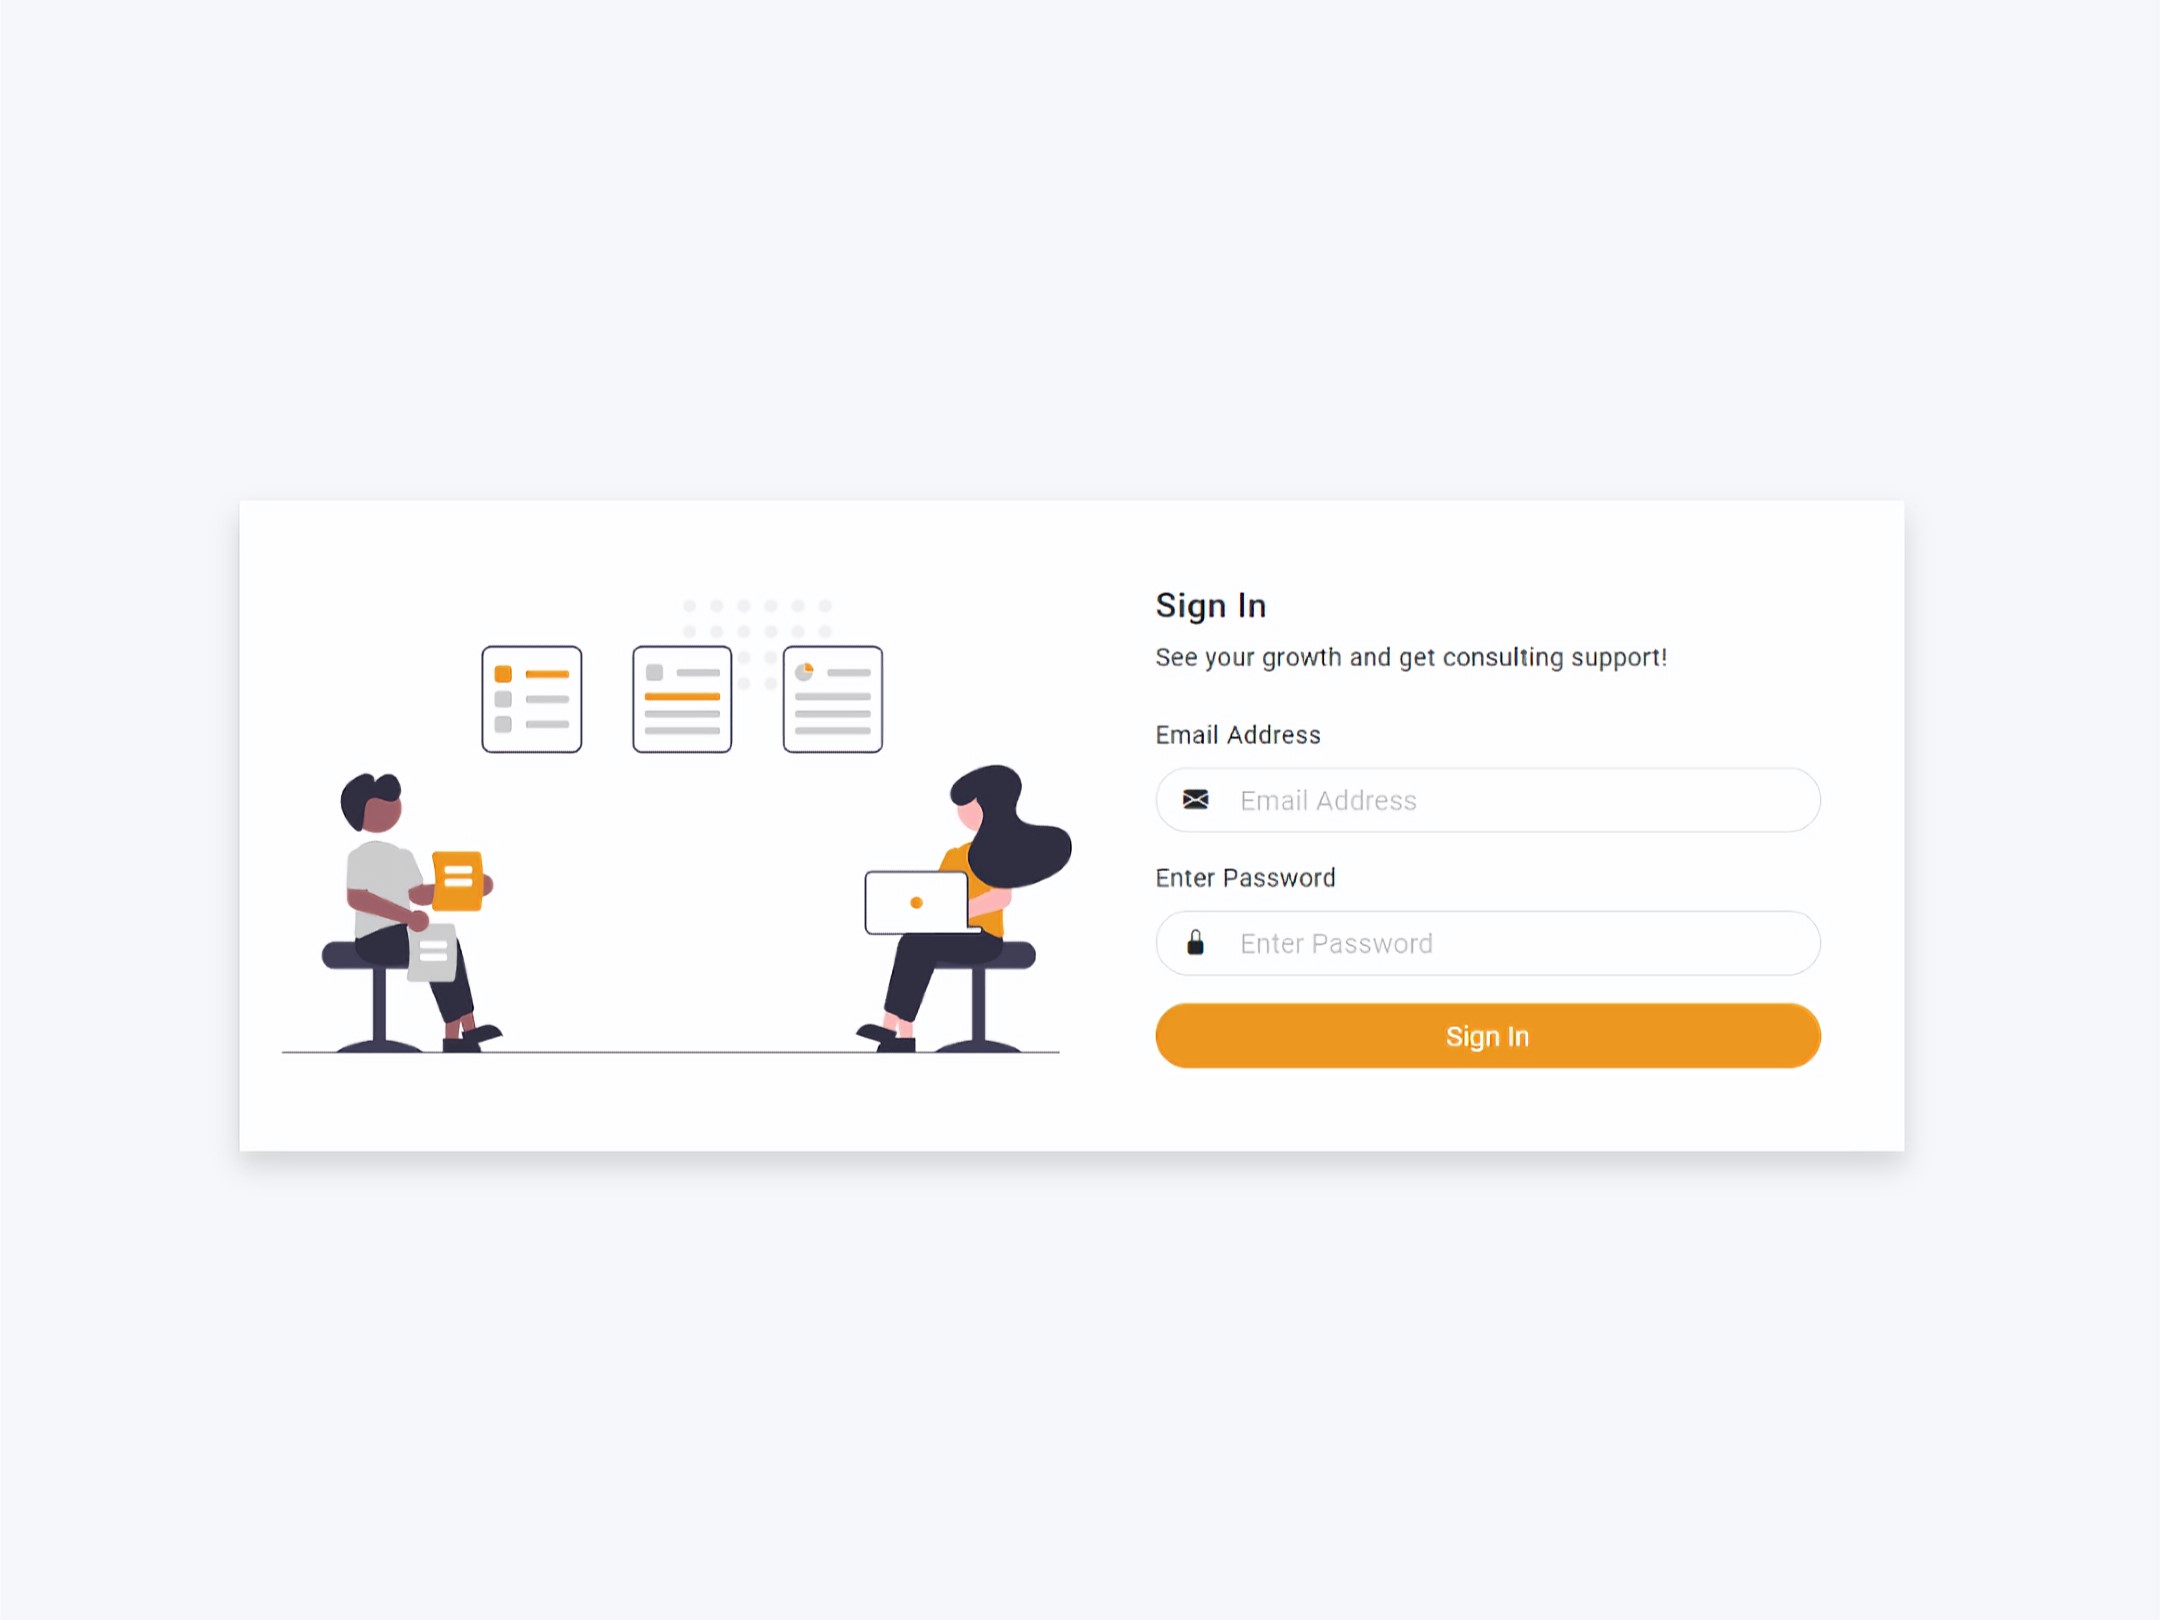 Sign In
See your growth and get consulting support!
Email Address
Email Address
Enter Password
Enter Password
Sign In